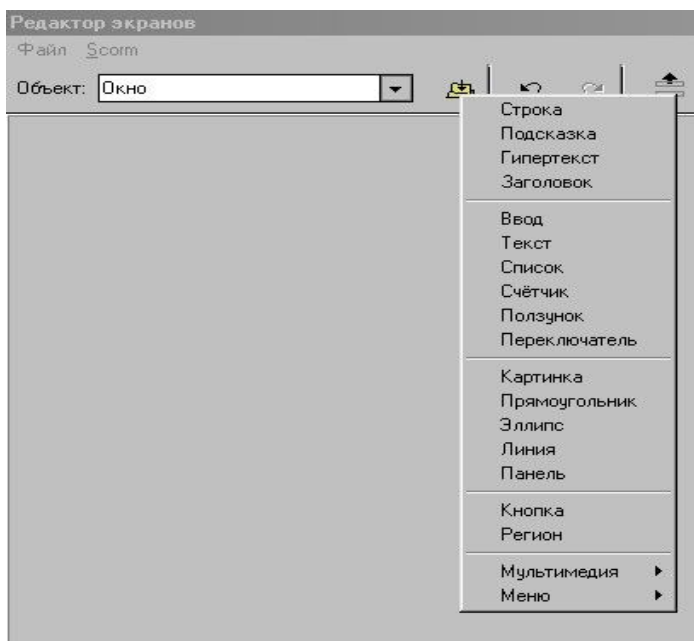 Редактор экранов
Файл Scorm
Объект: Окно
Строка
Подсказка
Гипертекст
Заголовок
Ввод
Текст
Список
Счётчик
Ползунок
Переключатель
Картинка
Прямоугольник
Эллипс
Линия
Панель
Кнопка
Регион
Мультимедия
Меню